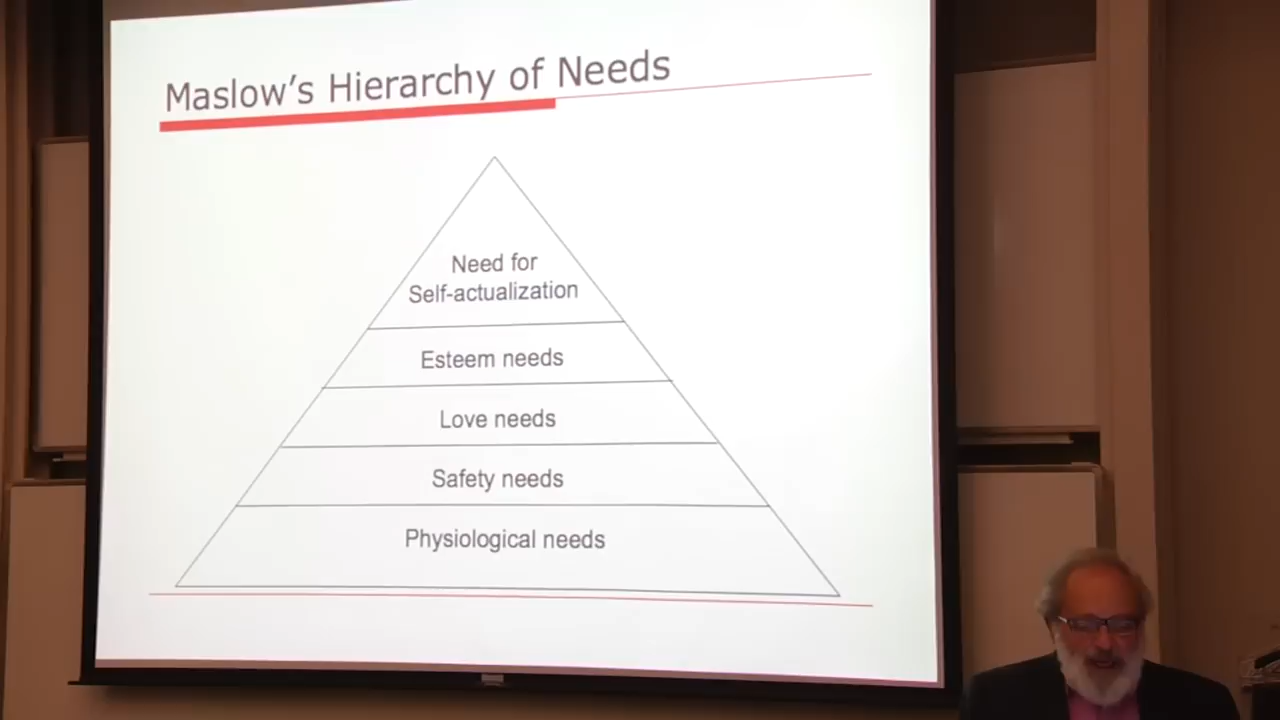 Maslow's Hierarchy of Needs
Need for
Self-actualization
Esteem needs
Love needs
Safety needs
Physiological needs